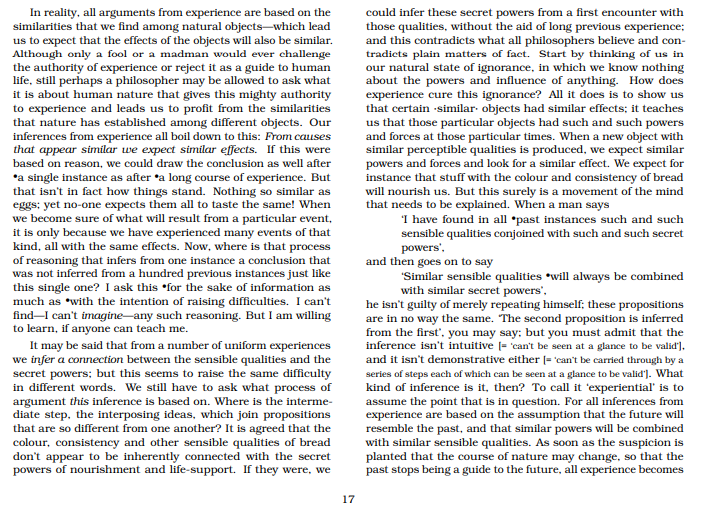 In reality, all arguments from experience are based on the
similarities that we find among natural objects—which lead
us to expect that the effects of the objects will also be similar.
Although only a fool or a madman would ever challenge
the authority of experience or reject it as a guide to human
life, still perhaps a philosopher may be allowed to ask what
it is about human nature that gives this mighty authority
to experience and leads us to profit from the similarities
that nature has established among different objects. Our
inferences from experience all boil down to this: From causes
that appear similar we expect similar effects. If this were
based on reason, we could draw the conclusion as well after
•a single instance as after •a long course of experience. But
that isn't in fact how things stand. Nothing so similar as
eggs; yet no-one expects them all to taste the same! When
we become sure of what will result from a particular event,
it is only because we have experienced many events of that
kind, all with the same effects. Now, where is that process
of reasoning that infers from one instance a conclusion that
was not inferred from a hundred previous instances just like
this single one? I ask this •for the sake of information as
much as •with the intention of raising difficulties. I can't
find—I can't imagine—any such reasoning. But I am willing
to learn, if anyone can teach me.
It may be said that from a number of uniform experiences
we infer a connection between the sensible qualities and the
secret powers; but this seems to raise the same difficulty
in different words. We still have to ask what process of
argument this inference is based on. Where is the interme-
diate step, the interposing ideas, which join propositions
that are so different from one another? It is agreed that the
colour, consistency and other sensible qualities of bread
don't appear to be inherently connected with the secret
powers of nourishment and life-support. If they were, we
could infer these secret powers from a first encounter with
those qualities, without the aid of long previous experience;
and this contradicts what all philosophers believe and con-
tradicts plain matters of fact. Start by thinking of us in
our natural state of ignorance, in which we know nothing
about the powers and influence of anything. How does
experience cure this ignorance? All it does is to show us
that certain ·similar· objects had similar effects; it teaches
us that those particular objects had such and such powers
and forces at those particular times. When a new object with
similar perceptible qualities is produced, we expect similar
powers and forces and look for a similar effect. We expect for
instance that stuff with the colour and consistency of bread
will nourish us. But this surely is a movement of the mind
that needs to be explained. When a man says
'I have found in all •past instances such and such
sensible qualities conjoined with such and such secret
powers',
and then goes on to say
'Similar sensible qualities •will always be combined
with similar secret powers',
he isn't guilty of merely repeating himself; these propositions
are in no way the same. 'The second proposition is inferred
from the first', you may say; but you must admit that the
inference isn't intuitive [= 'can't be seen at a glance to be valid'],
and it isn't demonstrative either [= 'can't be carried through by a
series of steps each of which can be seen at a glance to be valid']. What
kind of inference is it, then? To call it 'experiential' is to
assume the point that is in question. For all inferences from
experience are based on the assumption that the future will
resemble the past, and that similar powers will be combined
with similar sensible qualities. As soon as the suspicion is
planted that the course of nature may change, so that the
past stops being a guide to the future, all experience becomes
17